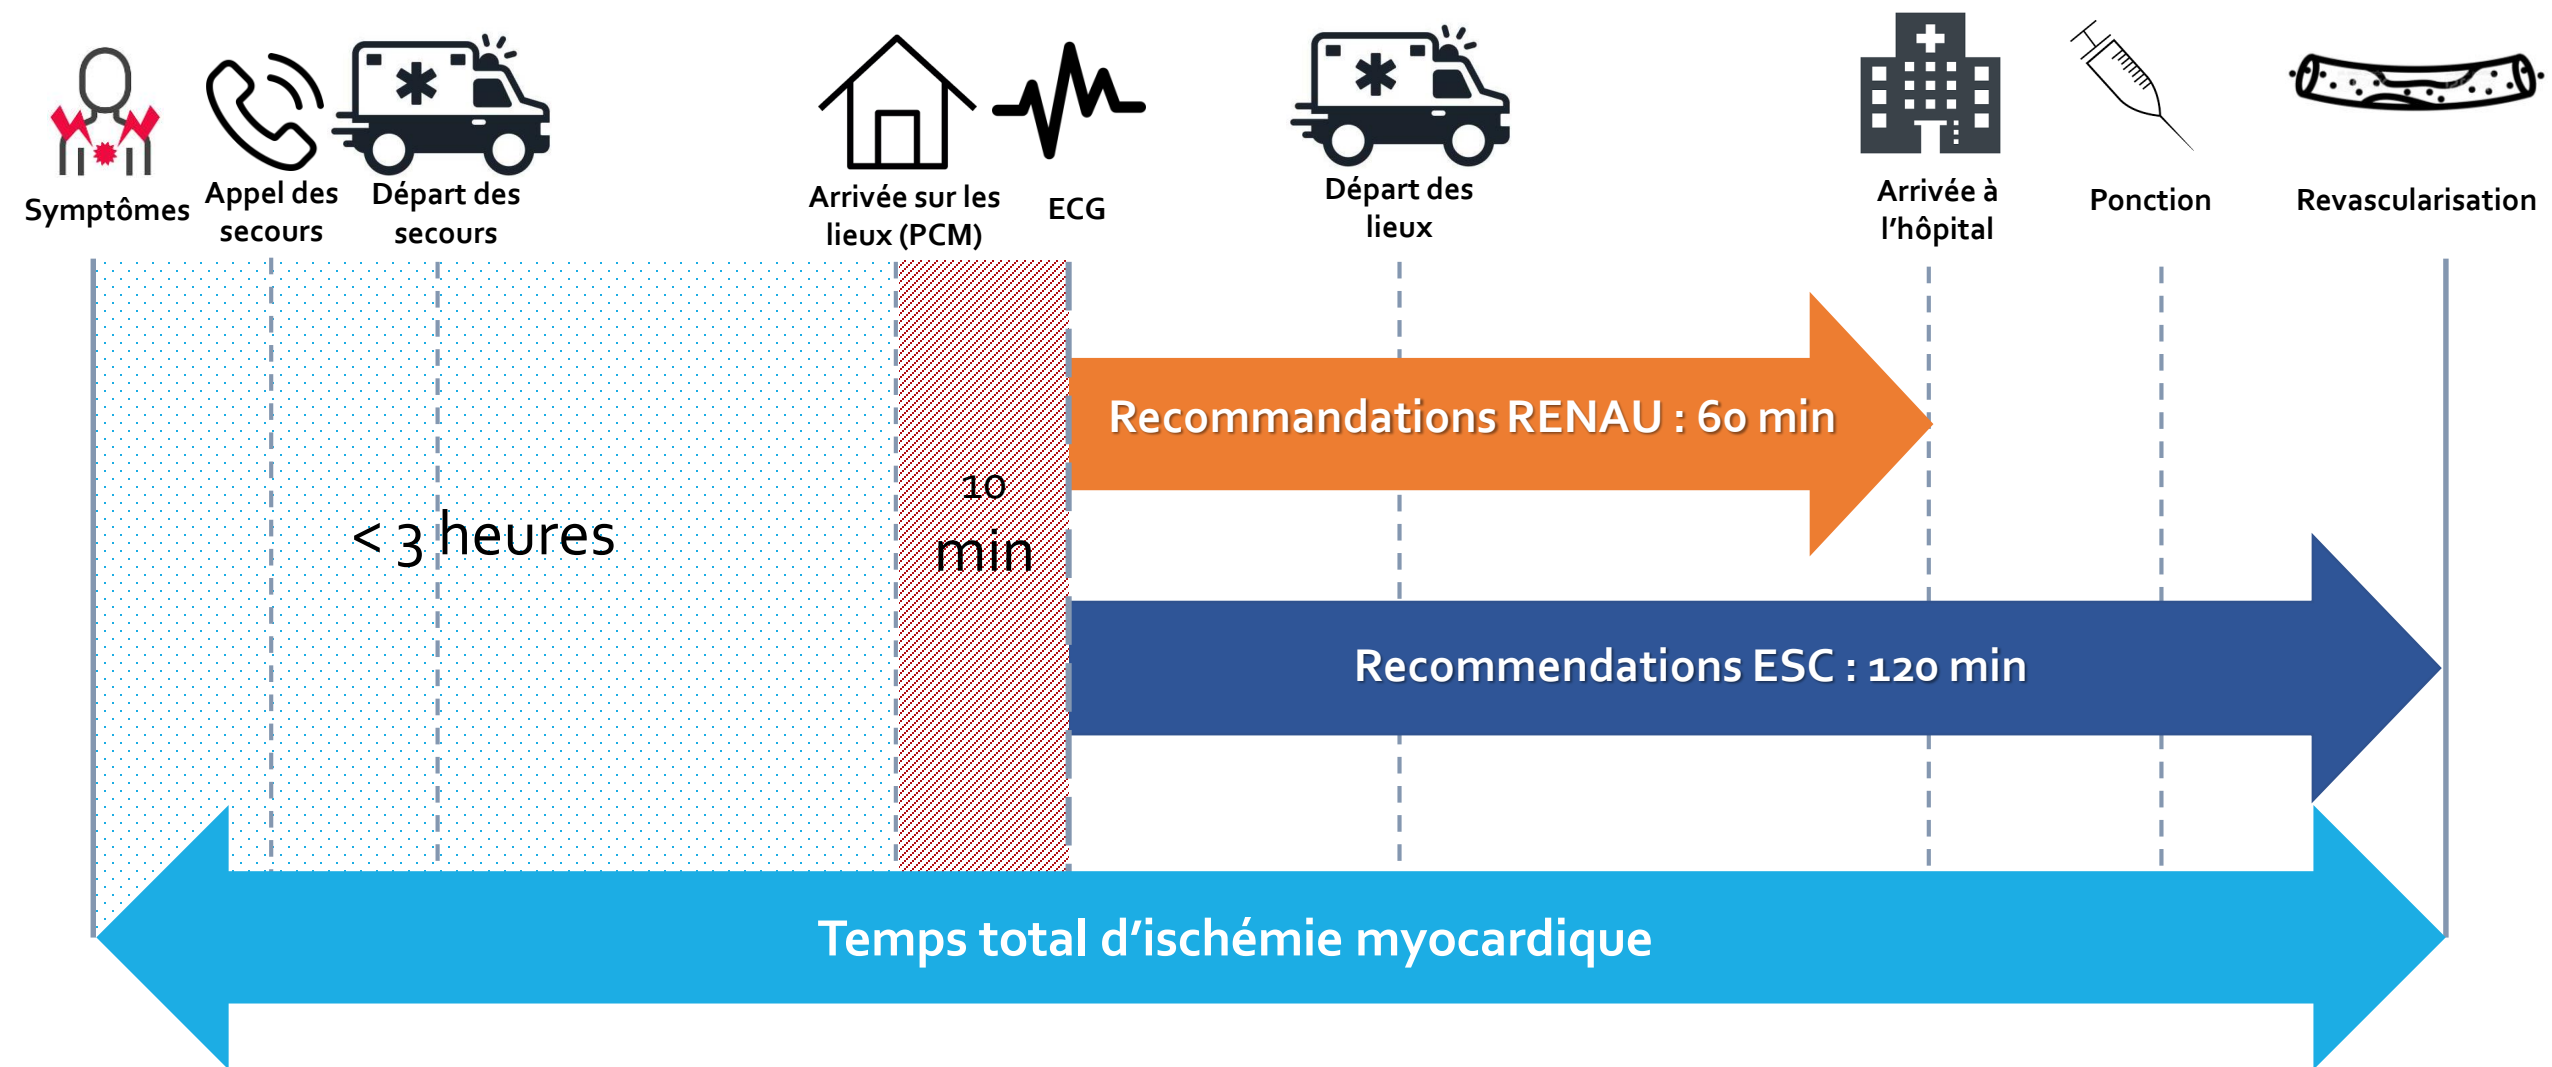 Symptômes
Appel des
secours
Départ des
secours
Arrivée sur les
lieux (PCM)
ECG
Départ des
lieux
Arrivée à
l'hôpital
Ponction
Revascularisation
Recommandations RENAU : 60 min
< 3 heures
10
min
Recommendations ESC : 120 min
Temps total d'ischémie myocardique